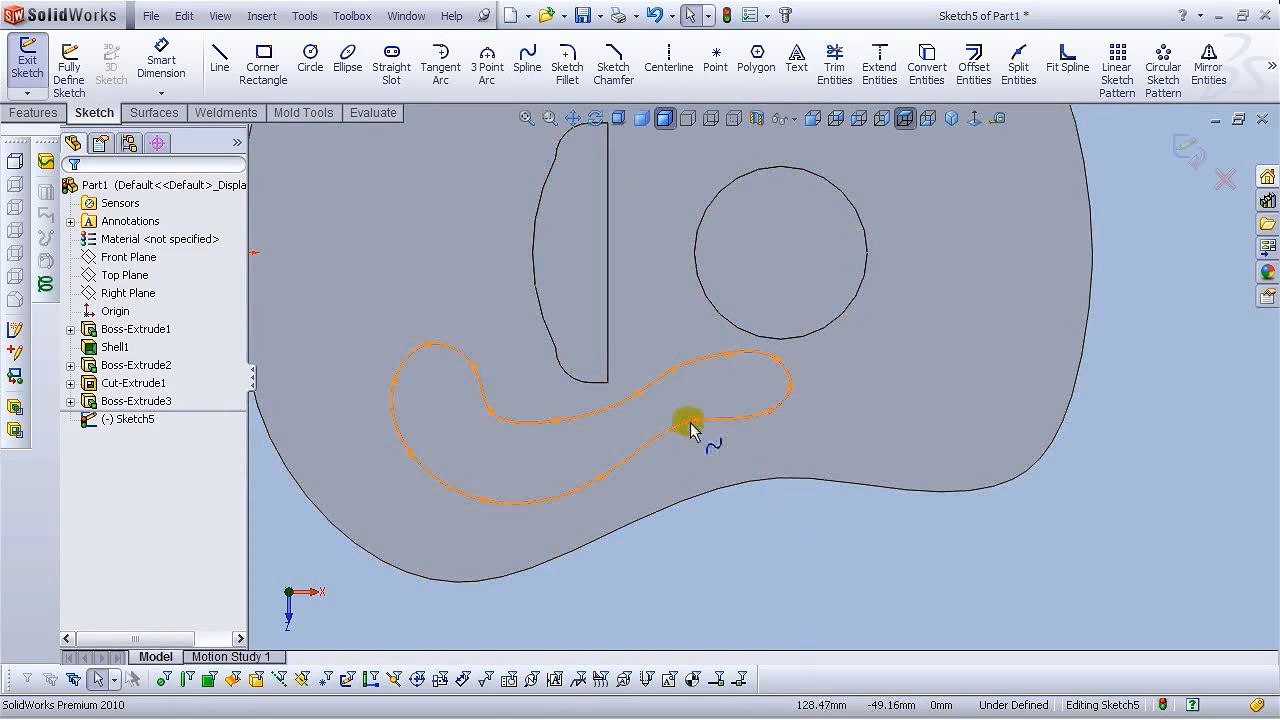 SolidWorks File Edit View Insert Tools Toolbox Window Help Sketch5 of Part1 *
Exit Sketch
Fully Define Sketch
3D Sketch
Smart Dimension
Line
Corner Rectangle
Circle
Ellipse
Straight Slot
Tangent Arc
3 Point Arc
Spline
Sketch Fillet
Sketch Chamfer
Centerline
Point
Polygon
Text
Trim Entities
Extend Entities
Convert Entities
Offset Entities
Split Entities
Fit Spline
Linear Sketch Pattern
Circular Sketch Pattern
Mirror Entities
Features Sketch Surfaces Weldments Mold Tools Evaluate
Part1 (Default<<Default>_Displa
Sensors
Annotations
Material <not specified>
Front Plane
Top Plane
Right Plane
Origin
Boss-Extrude1
Shell1
Boss-Extrude2
Cut-Extrude1
Boss-Extrude3
(-) Sketch5
X
Z
Model Motion Study 1
SolidWorks Premium 2010 128.47mm -49.16mm 0mm Under Defined Editing Sketch5